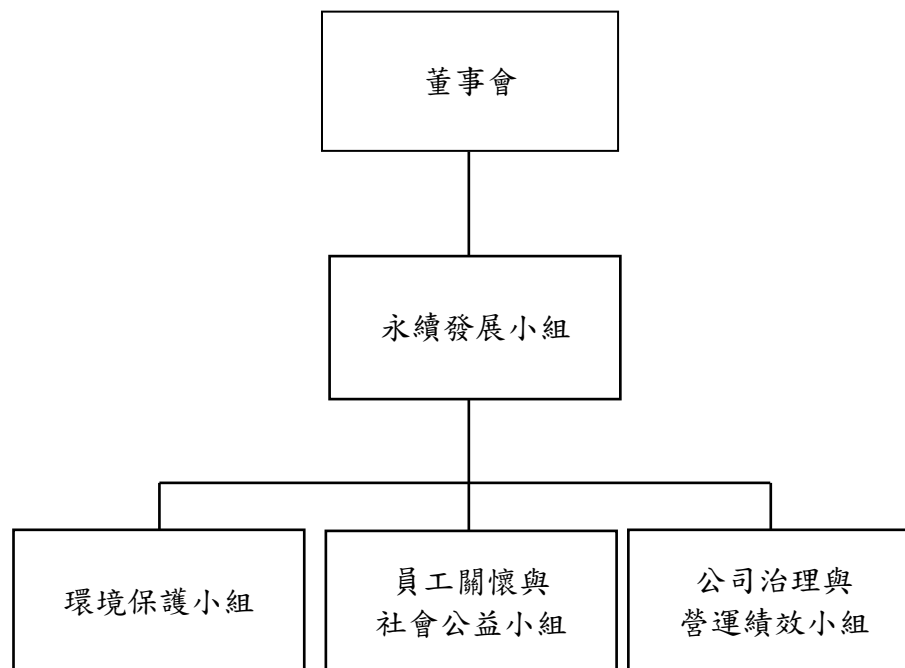 董事會
永續發展小組
環境保護小組
員工關懷與
社會公益小組
公司治理與
營運績效小組